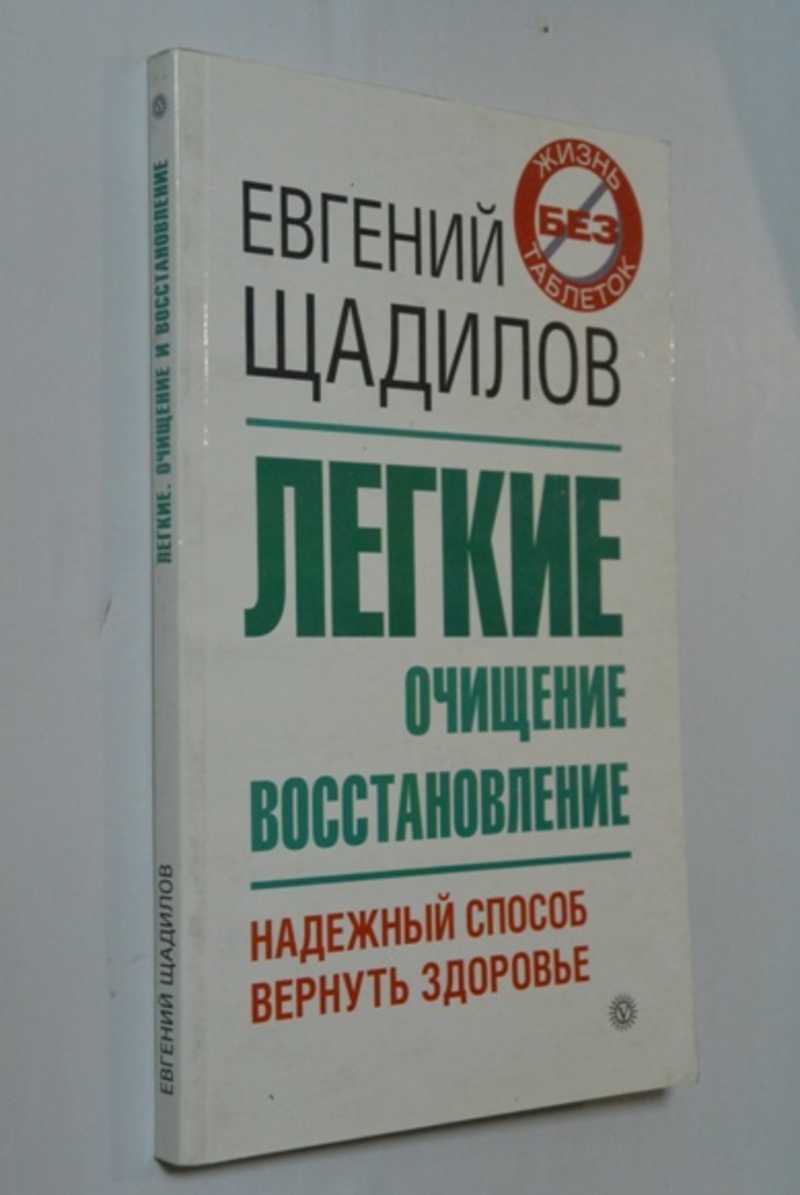 ЛЕГКИЕ. ОЧИЩЕНИЕ И ВОССТАНОВЛЕНИЕ
ЕВГЕНИЙ ЩАДИЛОВ
ЖИЗНЬ
БЕЗ
ТАБЛЕТОК
ЕВГЕНИЙ
ЩАДИЛОВ
ЛЕГКИЕ
ОЧИЩЕНИЕ
ВОССТАНОВЛЕНИЕ
НАДЕЖНЫЙ СПОСОБ
ВЕРНУТЬ ЗДОРОВЬЕ
V